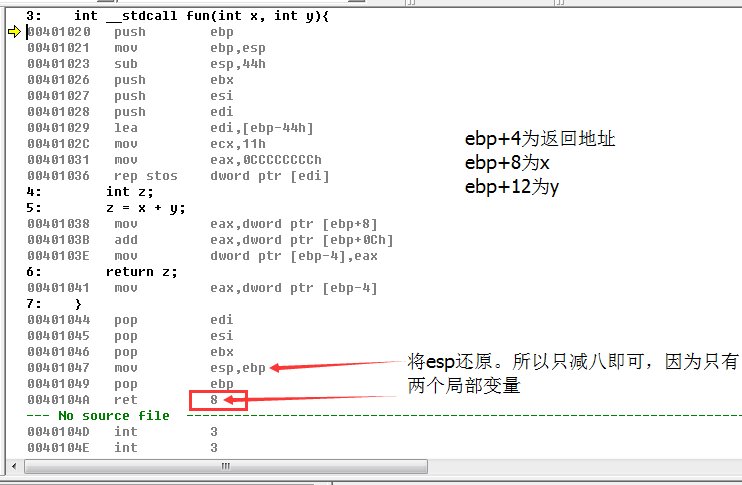 3:    int __stdcall fun(int x, int y){
00401020   push        ebp
00401021   mov         ebp,esp
00401023   sub         esp,44h
00401026   push        ebx
00401027   push        esi
00401028   push        edi
00401029   lea         edi,[ebp-44h]
0040102C   mov         ecx,11h
00401031   mov         eax,0CCCCCCCCh
00401036   rep stos    dword ptr [edi]
ebp+4为返回地址
ebp+8为x
ebp+12为y
4:        int z;
5:        z = x + y;
00401038   mov         eax,dword ptr [ebp+8]
0040103B   add         eax,dword ptr [ebp+0Ch]
0040103E   mov         dword ptr [ebp-4],eax
6:        return z;
00401041   mov         eax,dword ptr [ebp-4]
7:    }
00401044   pop         edi
00401045   pop         esi
00401046   pop         ebx
00401047   mov         esp,ebp
00401049   pop         ebp
0040104A   ret         8
将esp还原。所以只减八即可，因为只有
两个局部变量
--- No source file ---
0040104D   int         3
0040104E   int         3